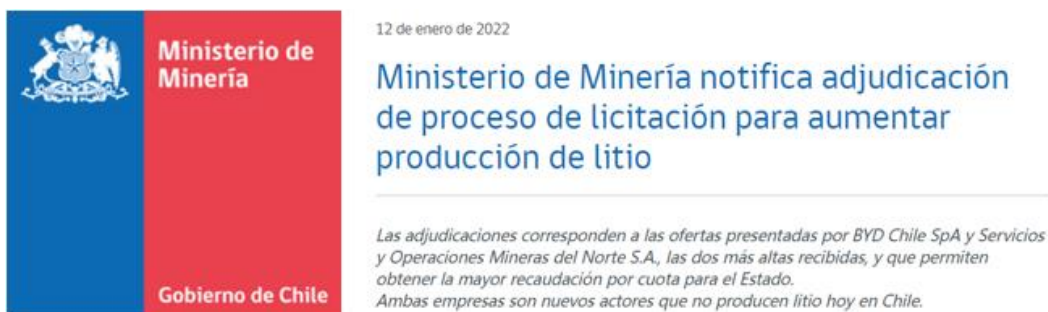 Ministerio de
Minería
Gobierno de Chile
12 de enero de 2022
Ministerio de Minería notifica adjudicación
de proceso de licitación para aumentar
producción de litio
Las adjudicaciones corresponden a las ofertas presentadas por BYD Chile SpA y Servicios
y Operaciones Mineras del Norte S.A., las dos más altas recibidas, y que permiten
obtener la mayor recaudación por cuota para el Estado.
Ambas empresas son nuevos actores que no producen litio hoy en Chile.